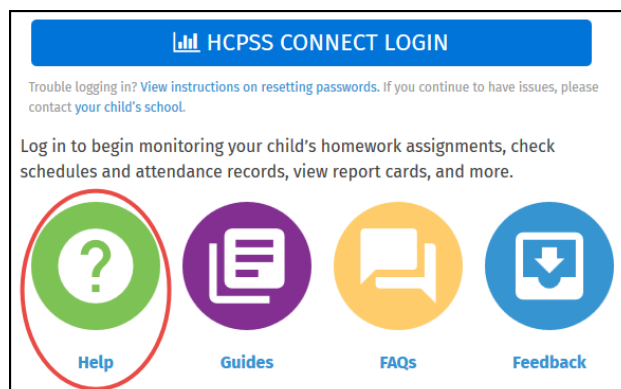 HCPSS CONNECT LOGIN
Trouble logging in? View instructions on resetting passwords. If you continue to have issues, please
contact your child's school.
Log in to begin monitoring your child's homework assignments, check
schedules and attendance records, view report cards, and more.
?
Help
Guides
FAQs
Feedback